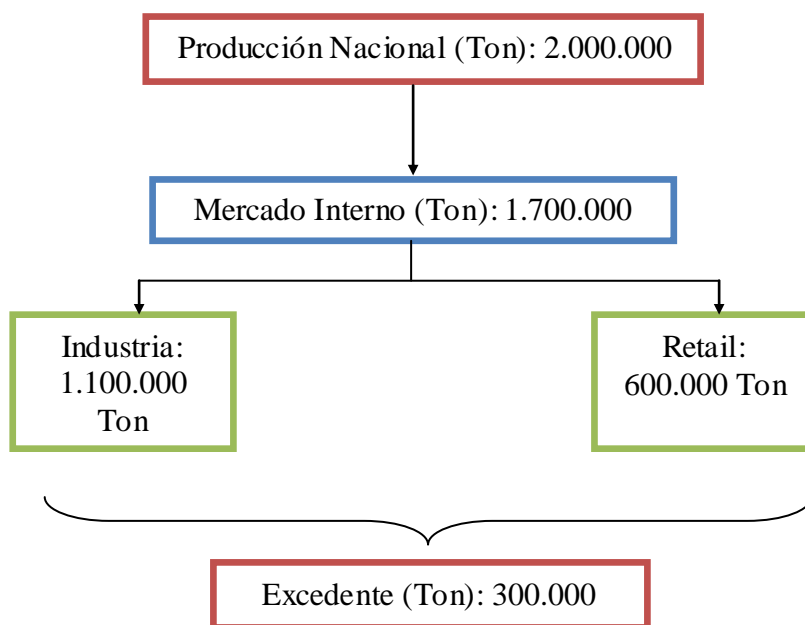 Producción Nacional (Ton): 2.000.000
Mercado Interno (Ton): 1.700.000
Industria:
1.100.000
Ton
Retail:
600.000 Ton
Excedente (Ton): 300.000